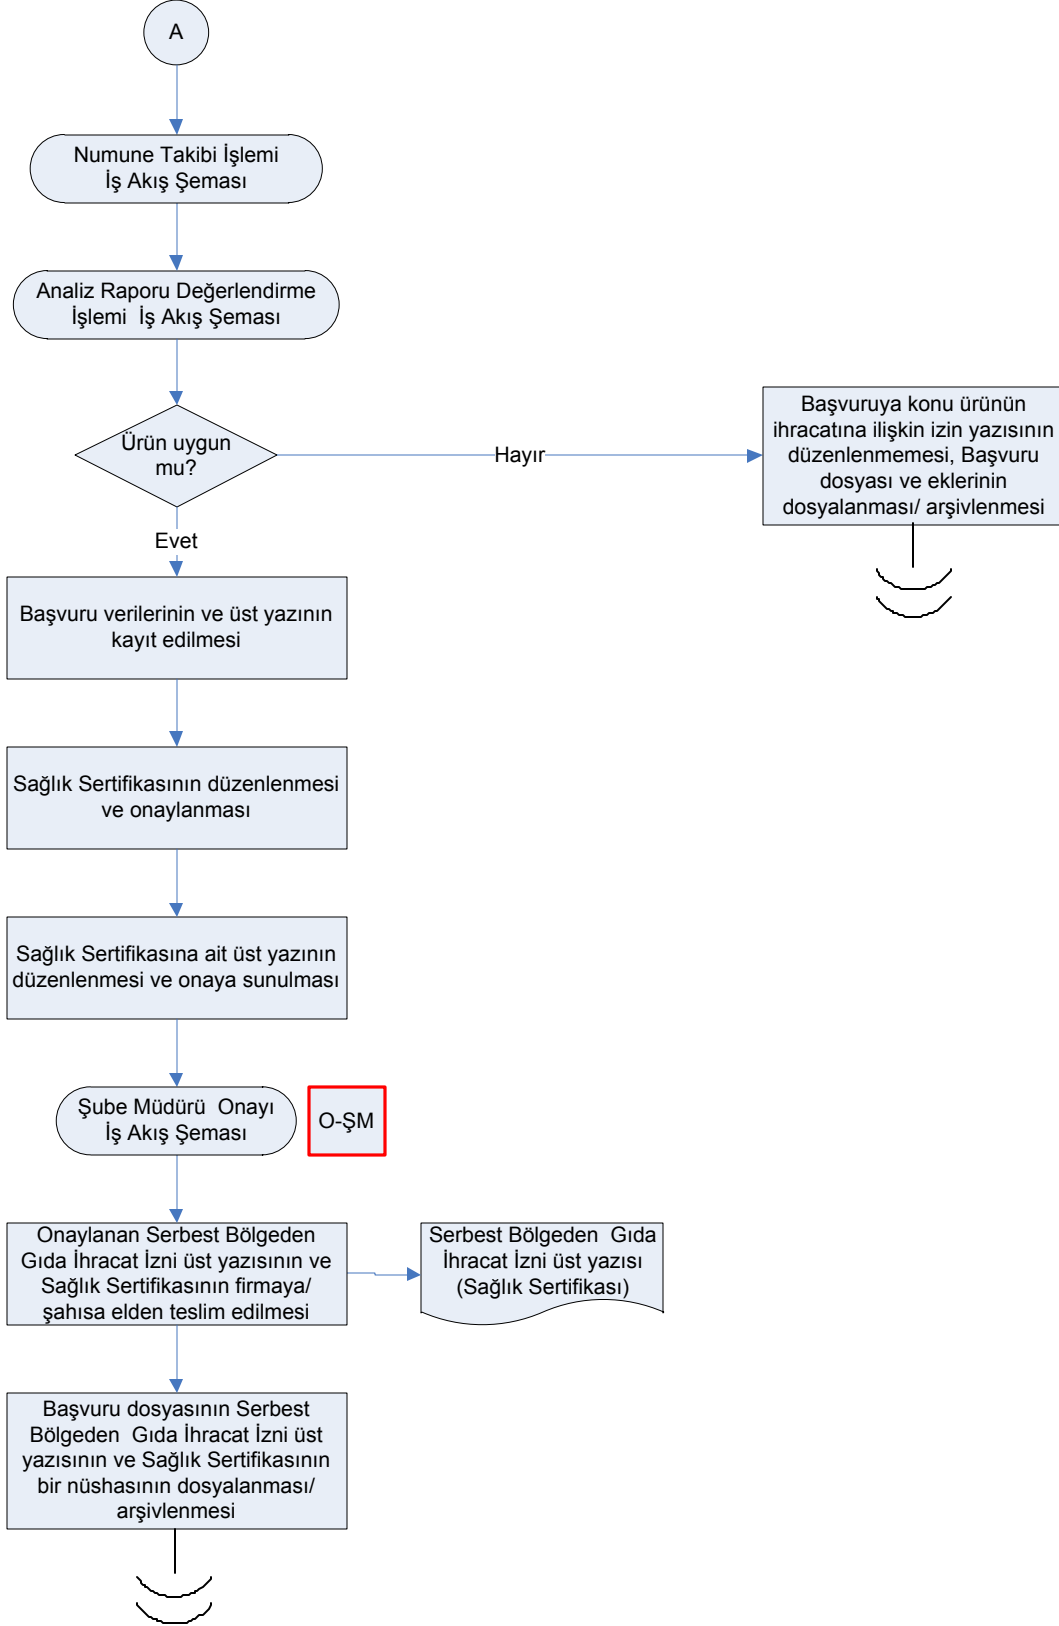 A
Numune Takibi İşlemi
İş Akış Şeması
Analiz Raporu Değerlendirme
İşlemi İş Akış Şeması
Ürün uygun
mu?
Hayır
Başvuruya konu ürünün
ihracatına ilişkin izin yazısının
düzenlenmemesi, Başvuru
dosyası ve eklerinin
dosyalanması/ arşivlenmesi
Evet
Başvuru verilerinin ve üst yazının
kayıt edilmesi
Sağlık Sertifikasının düzenlenmesi
ve onaylanması
Sağlık Sertifikasına ait üst yazının
düzenlenmesi ve onaya sunulması
Şube Müdürü Onayı
İş Akış Şeması
O-ŞM
Onaylanan Serbest Bölgeden
Gıda İhracat İzni üst yazısının ve
Sağlık Sertifikasının firmaya/
şahısa elden teslim edilmesi
Serbest Bölgeden Gıda
İhracat İzni üst yazısı
(Sağlık Sertifikası)
Başvuru dosyasının Serbest
Bölgeden Gıda İhracat İzni üst
yazısının ve Sağlık Sertifikasının
bir nüshasının dosyalanması/
arşivlenmesi